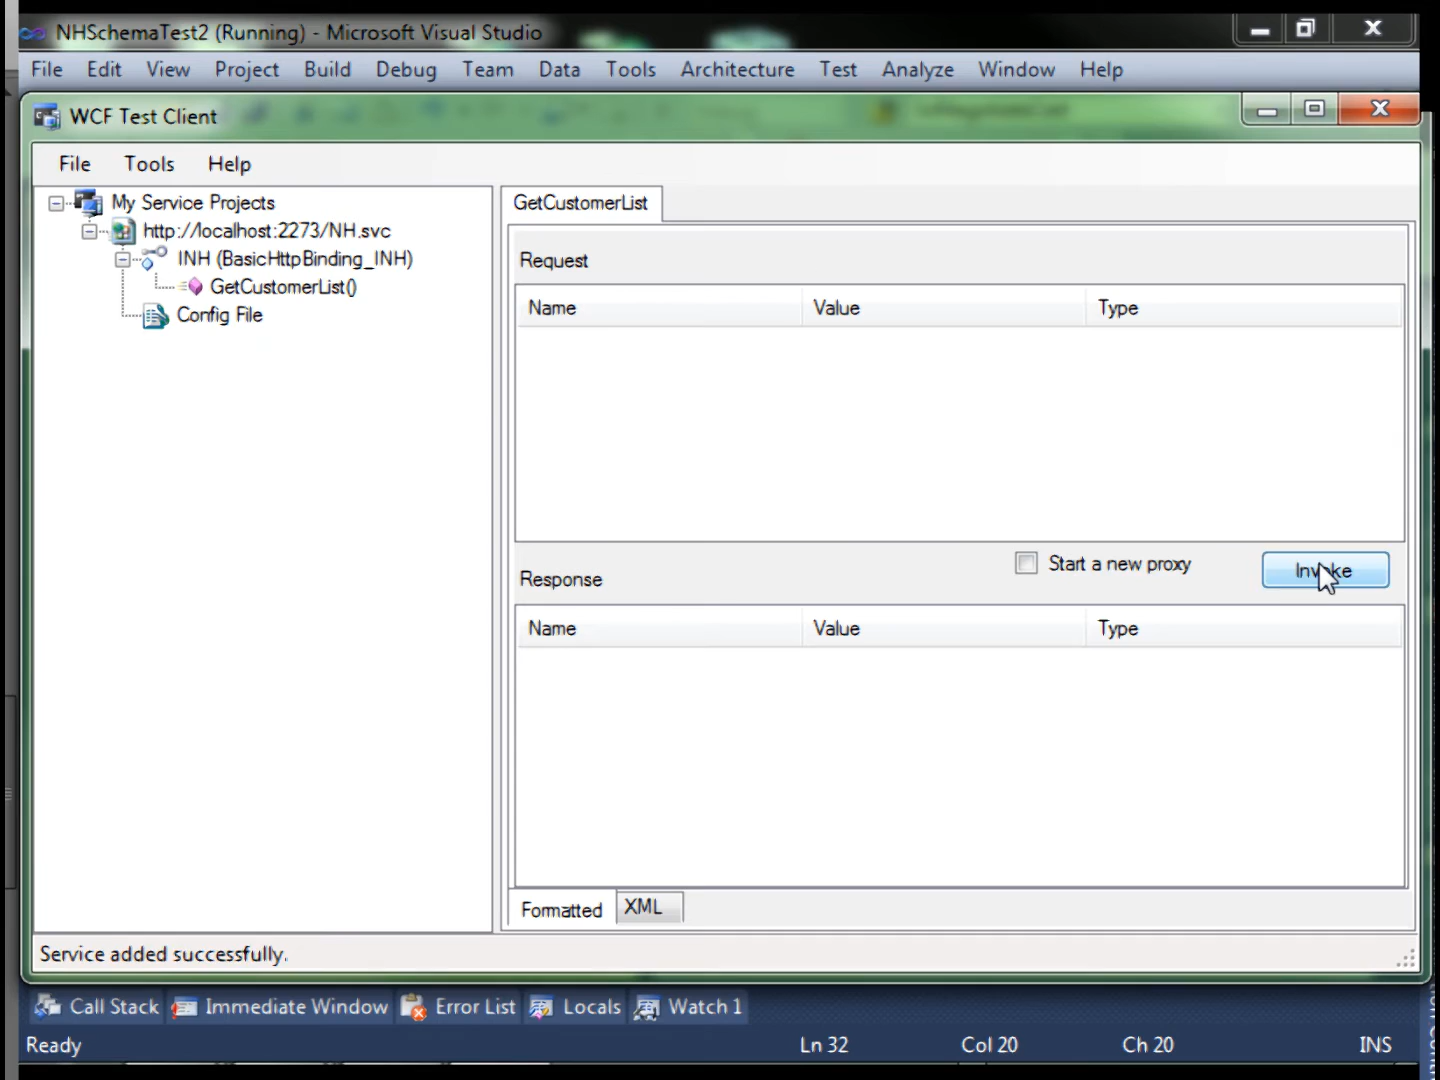 NHSchemaTest2 (Running) - Microsoft Visual Studio
File Edit View Project Build Debug Team Data Tools Architecture Test Analyze Window Help
WCF Test Client
File Tools Help
My Service Projects
http://localhost:2273/NH.svc
INH (BasicHttpBinding_INH)
GetCustomerList()
Config File
GetCustomerList
Request
Name Value Type
Start a new proxy
Invoke
Response
Name Value Type
Formatted XML
Service added successfully.
Call Stack Immediate Window Error List Locals Watch 1
Ready Ln 32 Col 20 Ch 20 INS